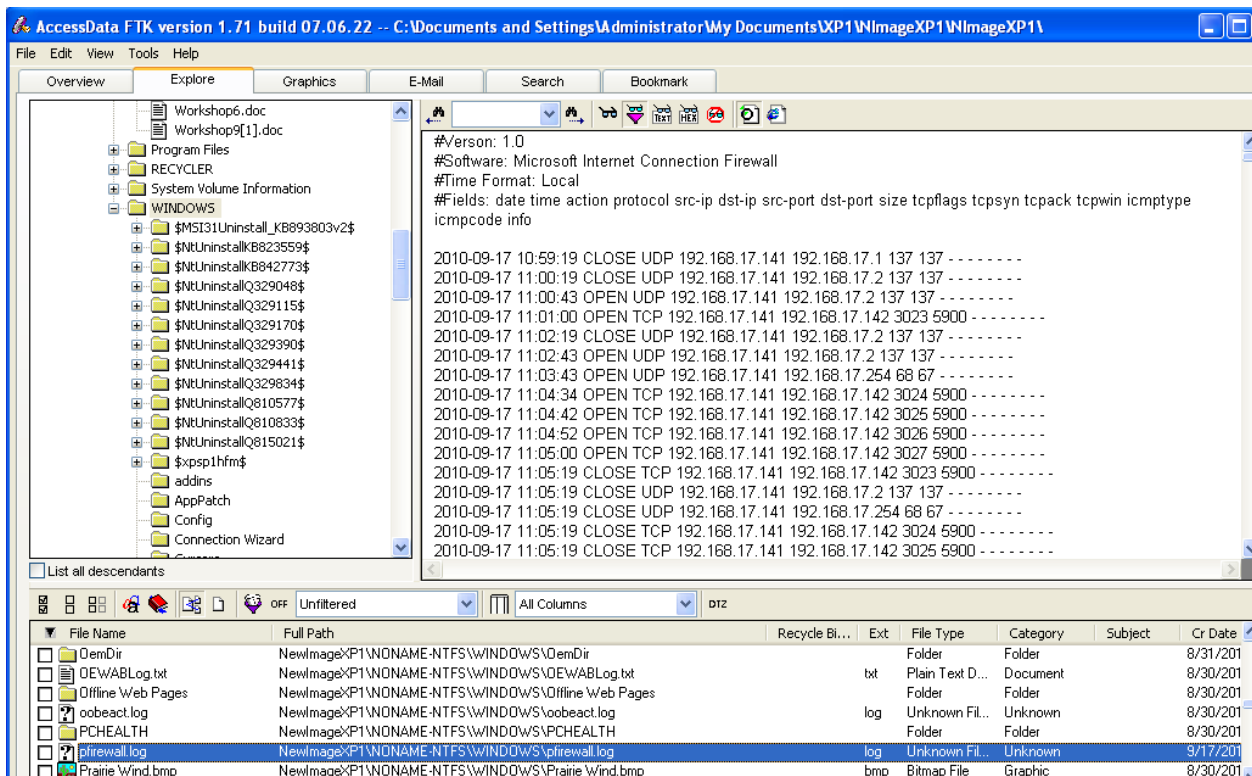 AccessData FTK version 1.71 build 07.06.22 -- C:\Documents and Settings\Administrator\My Documents\XP1\NImageXP1\NImageXP1\
File Edit View Tools Help
Overview Explore Graphics E-Mail Search Bookmark
Workshop6.doc
Workshop9[1].doc
Program Files
RECYCLER
System Volume Information
WINDOWS
$MSI31Uninstall_KB893803v2$
$NtUninstallKB823559$
$NtUninstallKB842773$
$NtUninstallQ329048$
$NtUninstallQ329115$
$NtUninstallQ329170$
$NtUninstallQ329390$
$NtUninstallQ329441$
$NtUninstallQ329834$
$NtUninstallQ810577$
$NtUninstallQ810833$
$NtUninstallQ815021$
$xpsp1hfm$
addins
AppPatch
Config
Connection Wizard
Cursors
List all descendants
TEXT HEX
#Verson: 1.0
#Software: Microsoft Internet Connection Firewall
#Time Format: Local
#Fields: date time action protocol src-ip dst-ip src-port dst-port size tcpflags tcpsyn tcpack tcpwin icmptype
icmpcode info
2010-09-17 10:59:19 CLOSE UDP 192.168.17.141 192.168.17.1 137 137 - - - - - - - -
2010-09-17 11:00:19 CLOSE UDP 192.168.17.141 192.168.17.2 137 137 - - - - - - - -
2010-09-17 11:00:43 OPEN UDP 192.168.17.141 192.168.17.2 137 137 - - - - - - - -
2010-09-17 11:01:00 OPEN TCP 192.168.17.141 192.168.17.142 3023 5900 - - - - - - - -
2010-09-17 11:02:19 CLOSE UDP 192.168.17.141 192.168.17.2 137 137 - - - - - - - -
2010-09-17 11:02:43 OPEN UDP 192.168.17.141 192.168.17.2 137 137 - - - - - - - -
2010-09-17 11:03:43 OPEN UDP 192.168.17.141 192.168.17.254 68 67 - - - - - - - -
2010-09-17 11:04:34 OPEN TCP 192.168.17.141 192.168.17.142 3024 5900 - - - - - - - -
2010-09-17 11:04:42 OPEN TCP 192.168.17.141 192.168.17.142 3025 5900 - - - - - - - -
2010-09-17 11:04:52 OPEN TCP 192.168.17.141 192.168.17.142 3026 5900 - - - - - - - -
2010-09-17 11:05:00 OPEN TCP 192.168.17.141 192.168.17.142 3027 5900 - - - - - - - -
2010-09-17 11:05:19 CLOSE TCP 192.168.17.141 192.168.17.142 3023 5900 - - - - - - - -
2010-09-17 11:05:19 CLOSE UDP 192.168.17.141 192.168.17.2 137 137 - - - - - - - -
2010-09-17 11:05:19 CLOSE UDP 192.168.17.141 192.168.17.254 68 67 - - - - - - - -
2010-09-17 11:05:19 CLOSE TCP 192.168.17.141 192.168.17.142 3024 5900 - - - - - - - -
2010-09-17 11:05:19 CLOSE TCP 192.168.17.141 192.168.17.142 3025 5900 - - - - - - - -
OFF Unfiltered All Columns DTZ
File Name Full Path Recycle Bi... Ext File Type Category Subject Cr Date
OemDir NewImageXP1\NONAME-NTFS\WINDOWS\OemDir Folder Folder 8/31/201
OEWABLog.txt NewImageXP1\NONAME-NTFS\WINDOWS\OEWABLog.txt txt Plain Text D... Document 8/30/201
Offline Web Pages NewImageXP1\NONAME-NTFS\WINDOWS\Offline Web Pages Folder Folder 8/30/201
oobeact.log NewImageXP1\NONAME-NTFS\WINDOWS\oobeact.log log Unknown Fil... Unknown 8/30/201
PCHEALTH NewImageXP1\NONAME-NTFS\WINDOWS\PCHEALTH Folder Folder 8/30/201
pfirewall.log NewImageXP1\NONAME-NTFS\WINDOWS\pfirewall.log log Unknown Fil... Unknown 9/17/201
Prairie Wind.bmp NewImageXP1\NONAME-NTFS\WINDOWS\Prairie Wind.bmp bmp Bitmap File Graphic 8/30/201